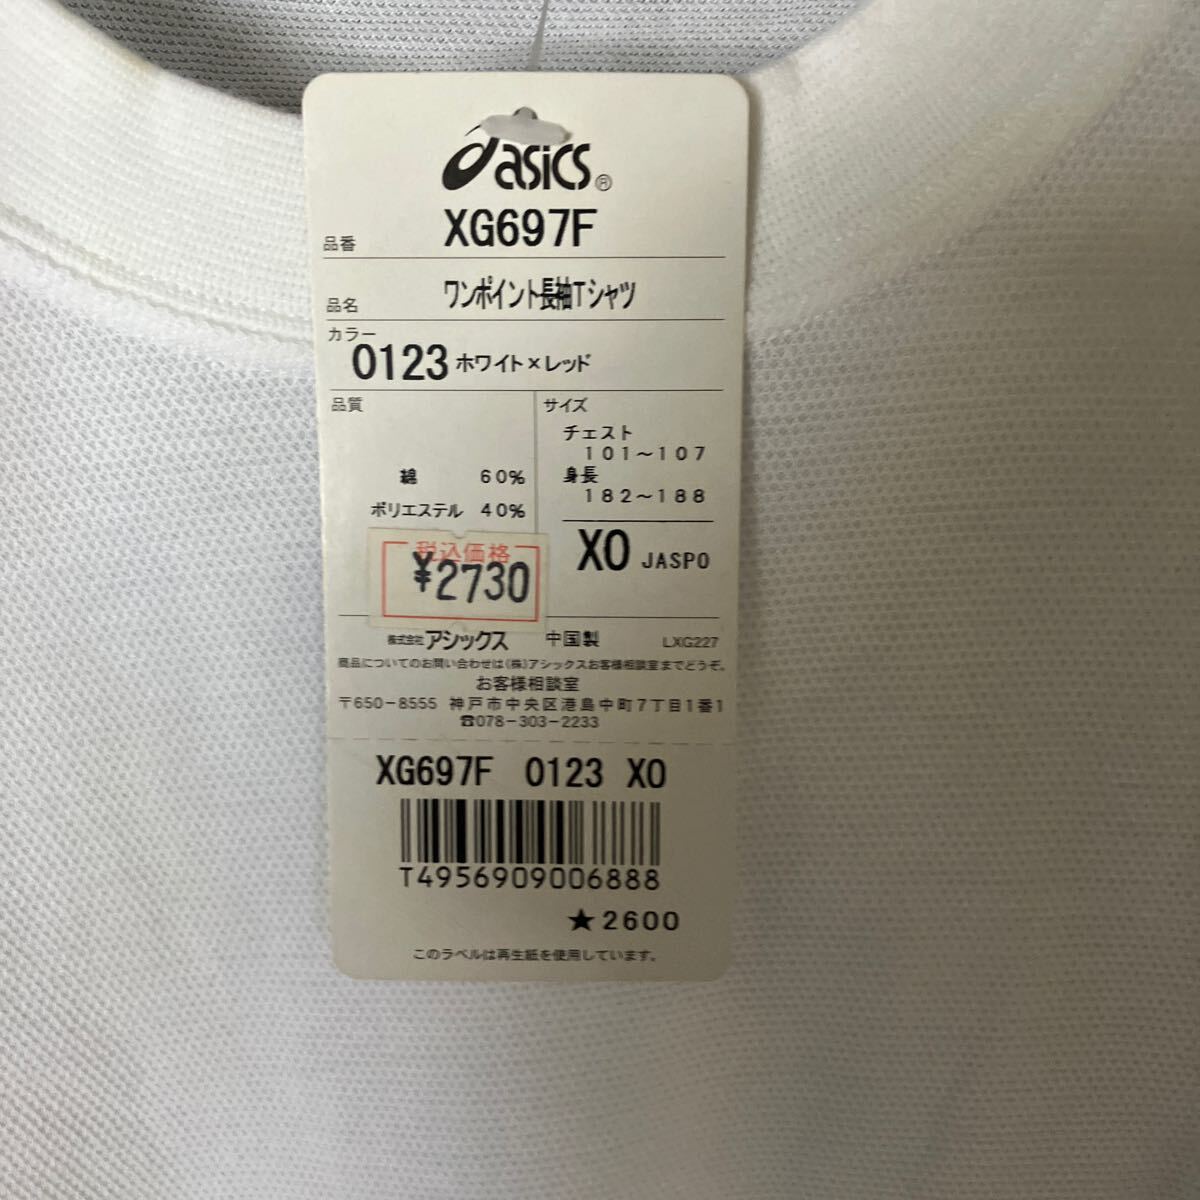 asics®
品番 XG697F
品名 ワンポイント長袖Tシャツ
カラー
0123 ホワイト×レッド
品質
綿 60%
ポリエステル 40%
サイズ
チェスト
101~107
身長
182~188
XO JASPO
税込価格
¥2730
株式会社アシックス 中国製 LXG227
商品についてのお問い合わせは(株)アシックスお客様相談室までどうぞ。
お客様相談室
〒650-8555 神戸市中央区港島中町7丁目1番1
☎078-303-2233
XG697F 0123 XO
T4956909006888
★2600
このラベルは再生紙を使用しています。